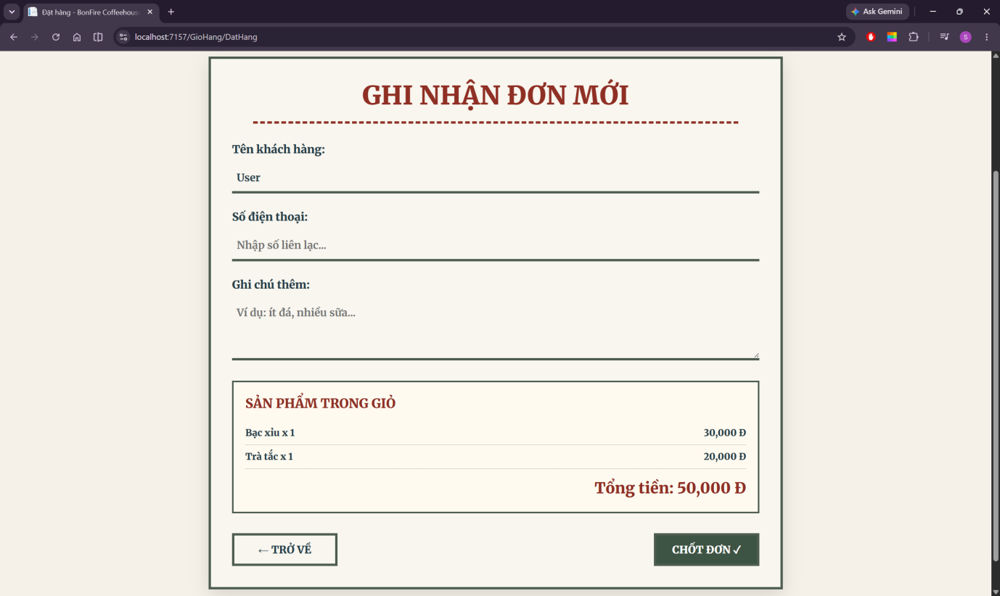 Đặt hàng - BonFire Coffeehous
Ask Gemini
localhost:7157/GioHang/DatHang
S
GHI NHẬN ĐƠN MỚI
Tên khách hàng:
User
Số điện thoại:
Nhập số liên lạc...
Ghi chú thêm:
Ví dụ: ít đá, nhiều sữa...
SẢN PHẨM TRONG GIỎ
Bạc xỉu x 1 30,000 Đ
Trà tắc x 1 20,000 Đ
Tổng tiền: 50,000 Đ
← TRỞ VỀ
CHỐT ĐƠN ✓